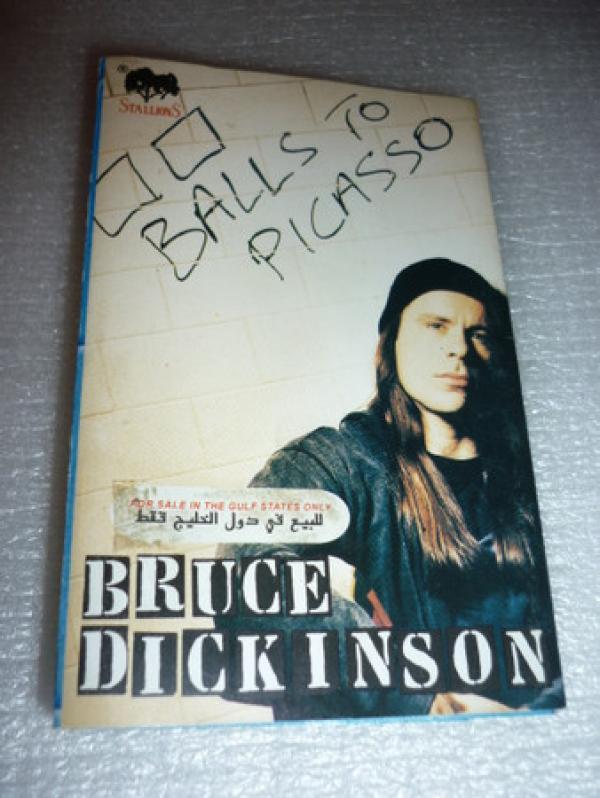 ®
STALLIONS
BALLS TO
PICASSO
FOR SALE IN THE GULF STATES ONLY
للبيع في دول الخليج فقط
BRUCE
DICKINSON